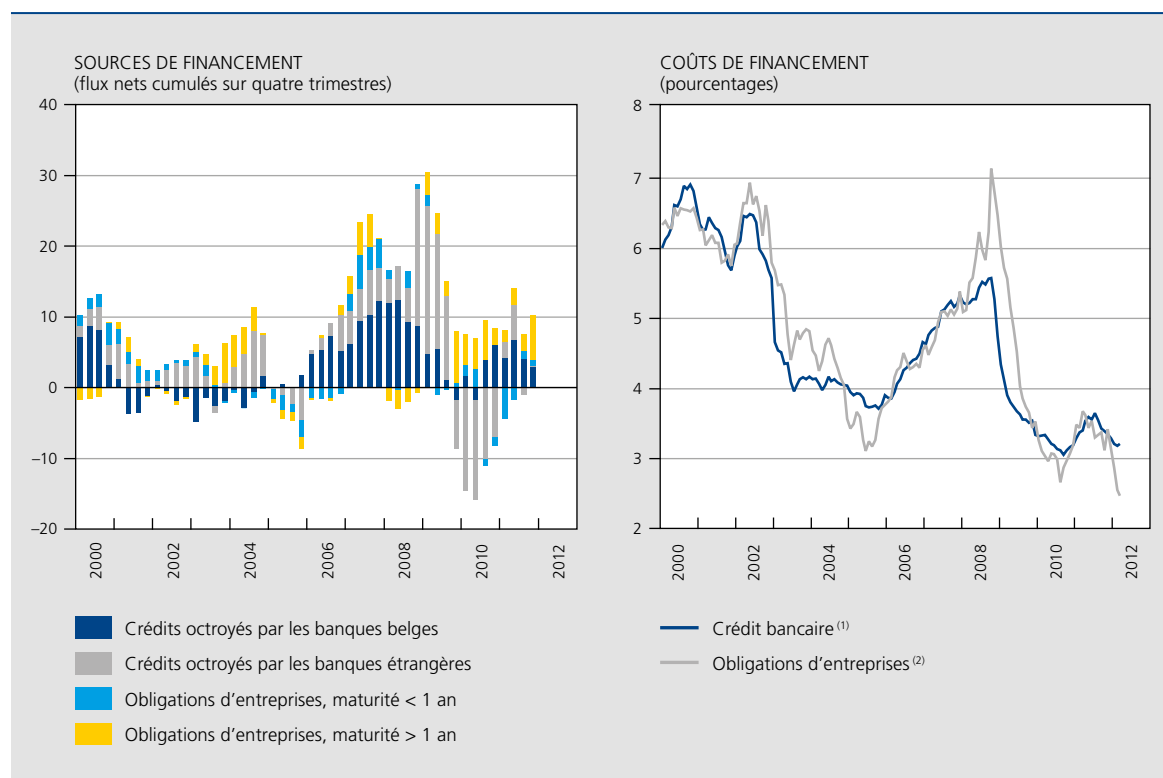 SOURCES DE FINANCEMENT
(flux nets cumulés sur quatre trimestres)
40
30
20
10
0
–10
–20
2000
2002
2004
2006
2008
2010
2012
Crédits octroyés par les banques belges
Crédits octroyés par les banques étrangères
Obligations d'entreprises, maturité < 1 an
Obligations d'entreprises, maturité > 1 an
COÛTS DE FINANCEMENT
(pourcentages)
8
7
6
5
4
3
2
2000
2002
2004
2006
2008
2010
2012
Crédit bancaire (1)
Obligations d'entreprises (2)